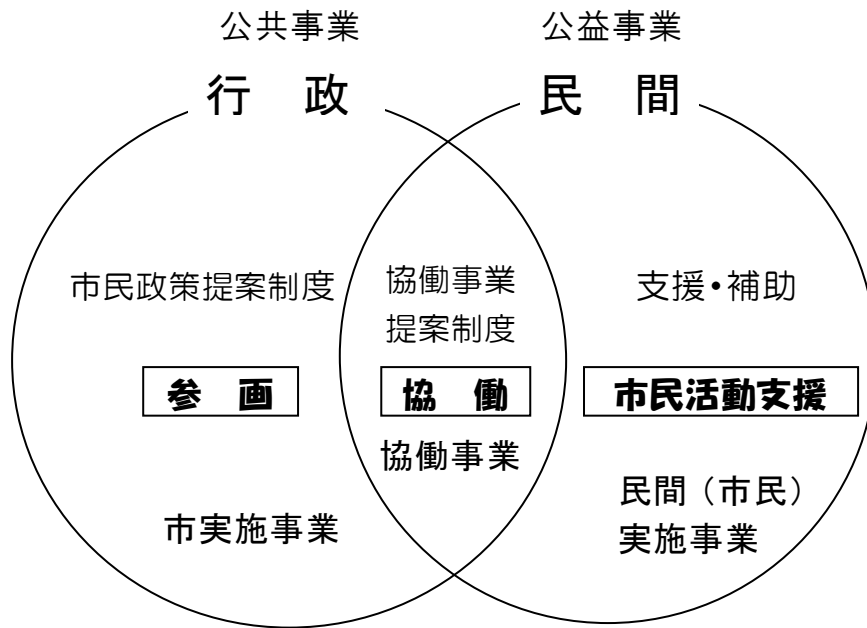 公共事業
公益事業
行　政
民　間
市民政策提案制度
協働事業
提案制度
支援・補助
参　画
協　働
市民活動支援
協働事業
市実施事業
民間（市民）
実施事業